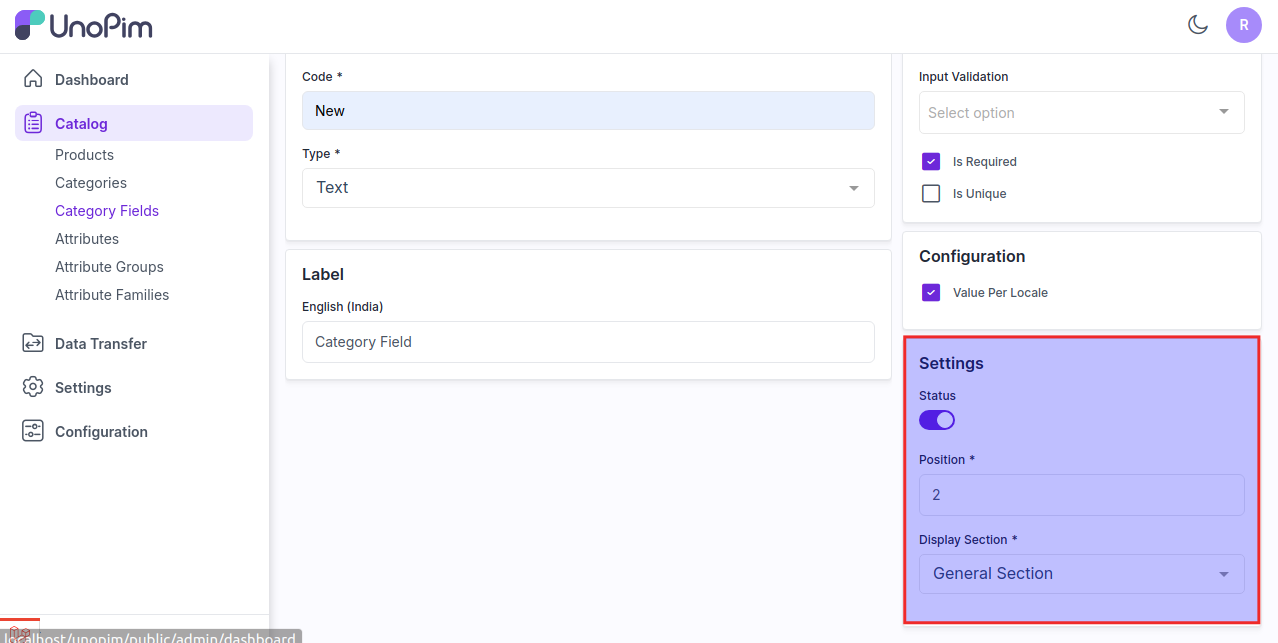 UnoPim
R
Dashboard
Catalog
Products
Categories
Category Fields
Attributes
Attribute Groups
Attribute Families
Data Transfer
Settings
Configuration
localhost/unopim/public/admin/dashboard
Code *
New
Type *
Text
Label
English (India)
Category Field
Input Validation
Select option
Is Required
Is Unique
Configuration
Value Per Locale
Settings
Status
Position *
2
Display Section *
General Section